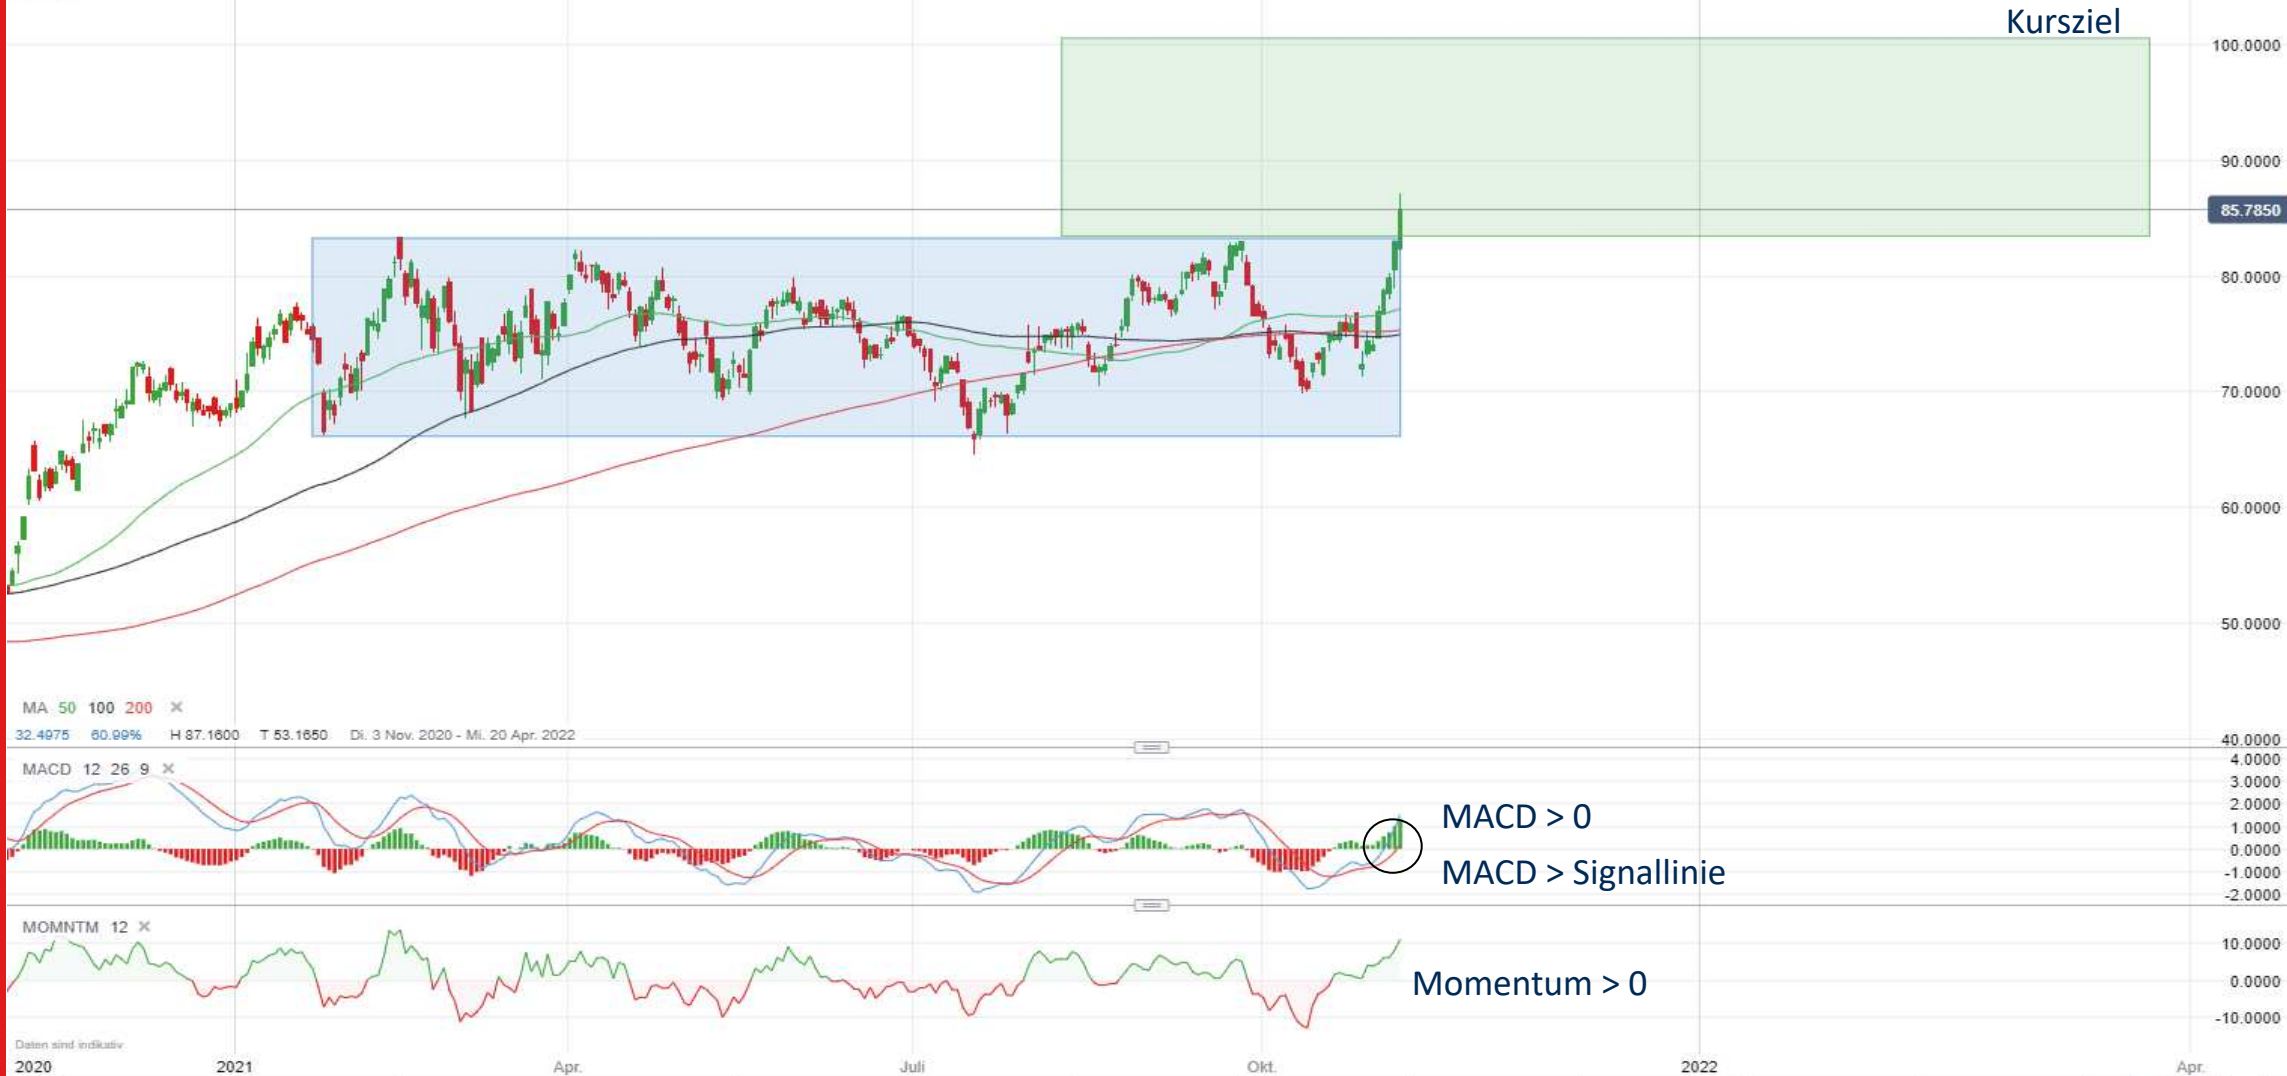 Kursziel
100.0000
90.0000
85.7850
80.0000
70.0000
60.0000
50.0000
40.0000
MA 50 100 200 ×
32.4975 60.99% H 87.1600 T 53.1650 Di. 3 Nov. 2020 - Mi. 20 Apr. 2022
MACD 12 26 9 ×
4.0000
3.0000
2.0000
1.0000
0.0000
-1.0000
-2.0000
MACD > 0
MACD > Signallinie
MOMNTM 12 ×
10.0000
0.0000
-10.0000
Momentum > 0
Daten sind indikativ
2020 2021 Apr. Juli Okt. 2022 Apr.